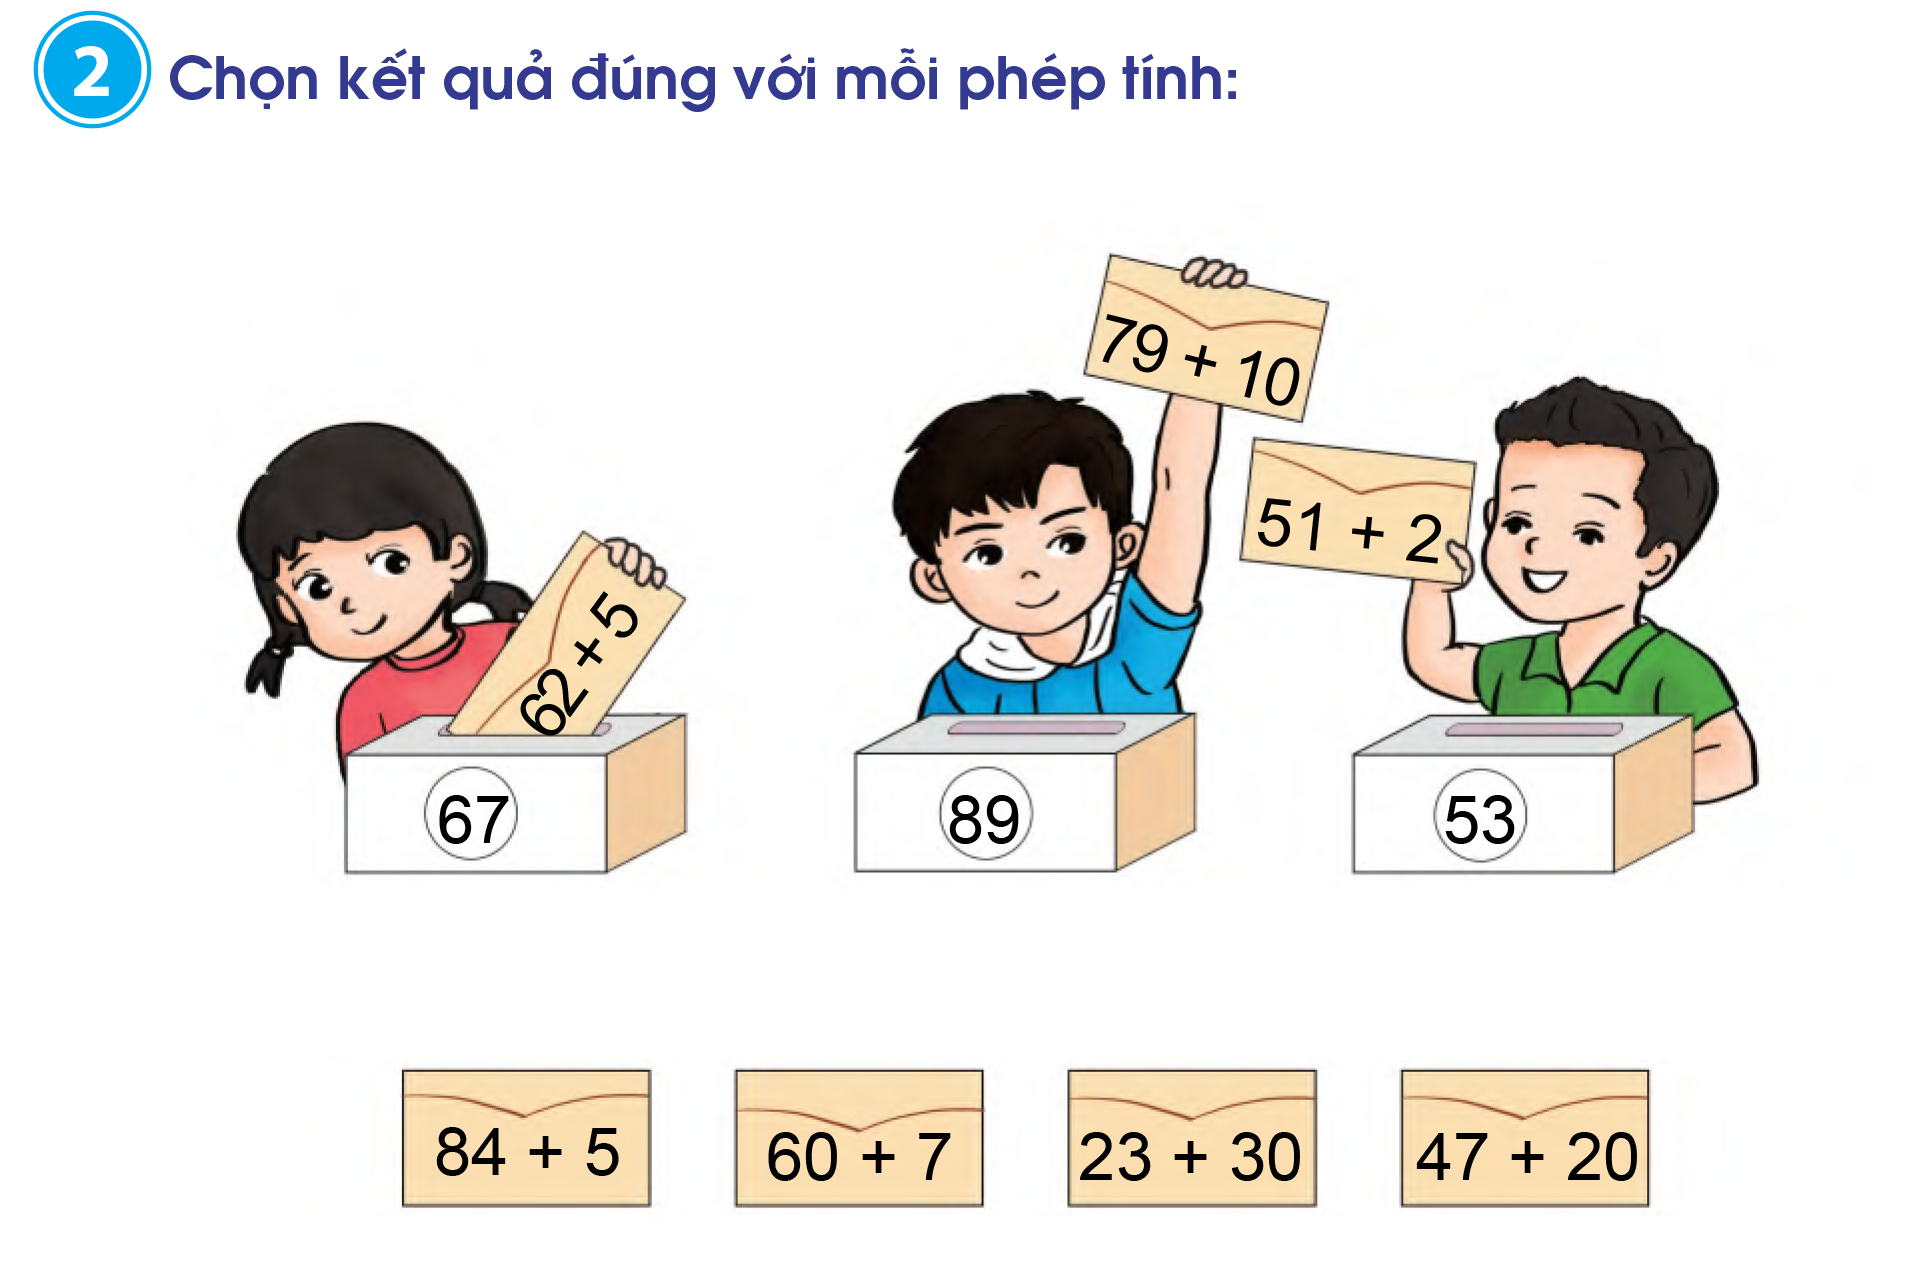 2 Chọn kết quả đúng với mỗi phép tính:
79 + 10
51 + 2
62 + 5
67 89 53
84 + 5 60 + 7 23 + 30 47 + 20